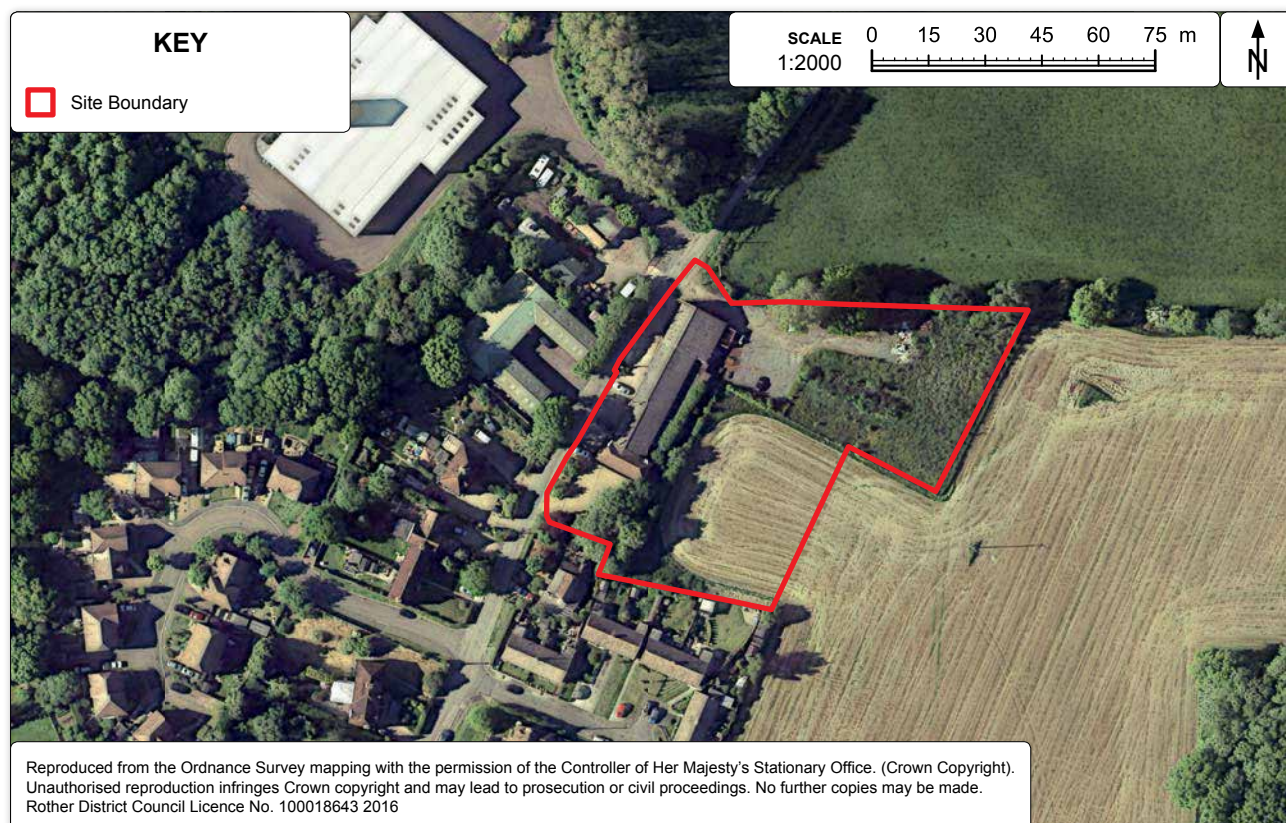 KEY
Site Boundary
SCALE
1:2000
0 15 30 45 60 75 m
N
Reproduced from the Ordnance Survey mapping with the permission of the Controller of Her Majesty's Stationary Office. (Crown Copyright).
Unauthorised reproduction infringes Crown copyright and may lead to prosecution or civil proceedings. No further copies may be made.
Rother District Council Licence No. 100018643 2016